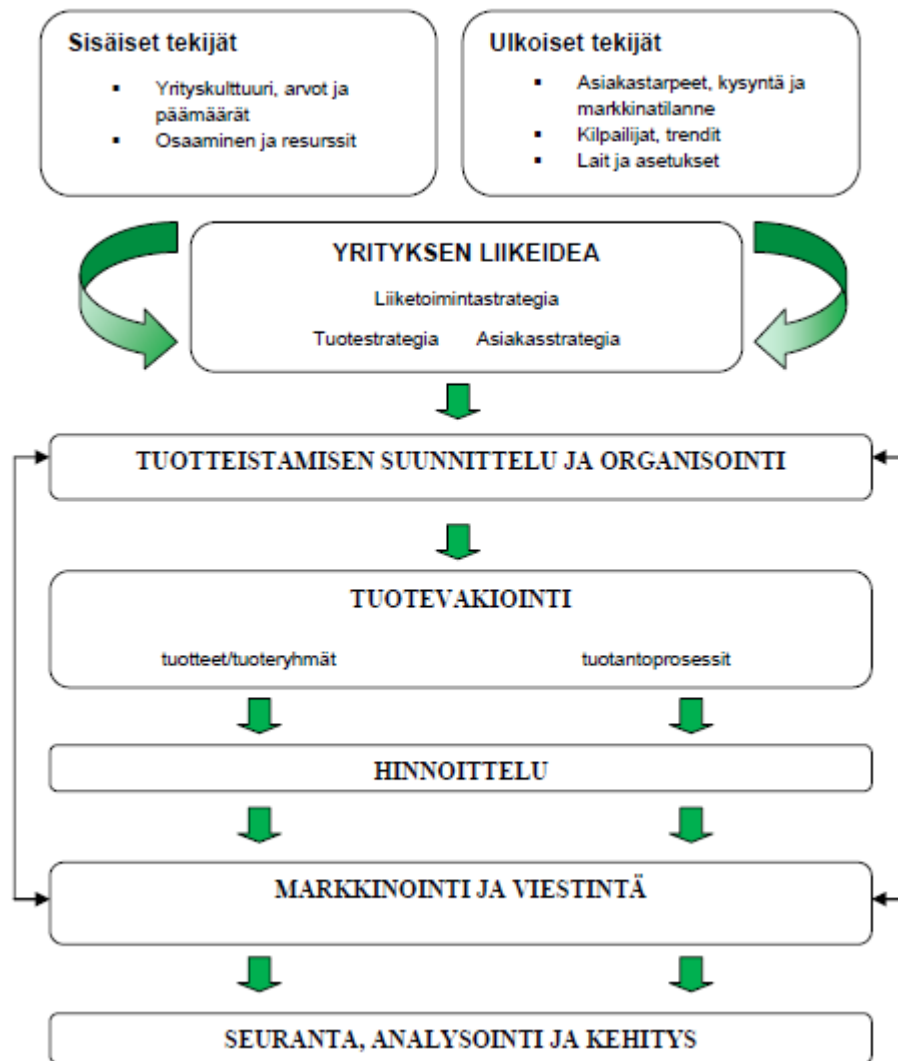 Sisäiset tekijät
▪ Yrityskulttuuri, arvot ja
päämäärät
▪ Osaaminen ja resurssit
Ulkoiset tekijät
▪ Asiakastarpeet, kysyntä ja
markkinatilanne
▪ Kilpailijat, trendit
▪ Lait ja asetukset
YRITYKSEN LIIKEIDEA
Liiketoimintastrategia
Tuotestrategia Asiakasstrategia
TUOTTEISTAMISEN SUUNNITTELU JA ORGANISOINTI
TUOTEVAKIOINTI
tuotteet/tuoteryhmät tuotantoprosessit
HINNOITTELU
MARKKINOINTI JA VIESTINTÄ
SEURANTA, ANALYSOINTI JA KEHITYS